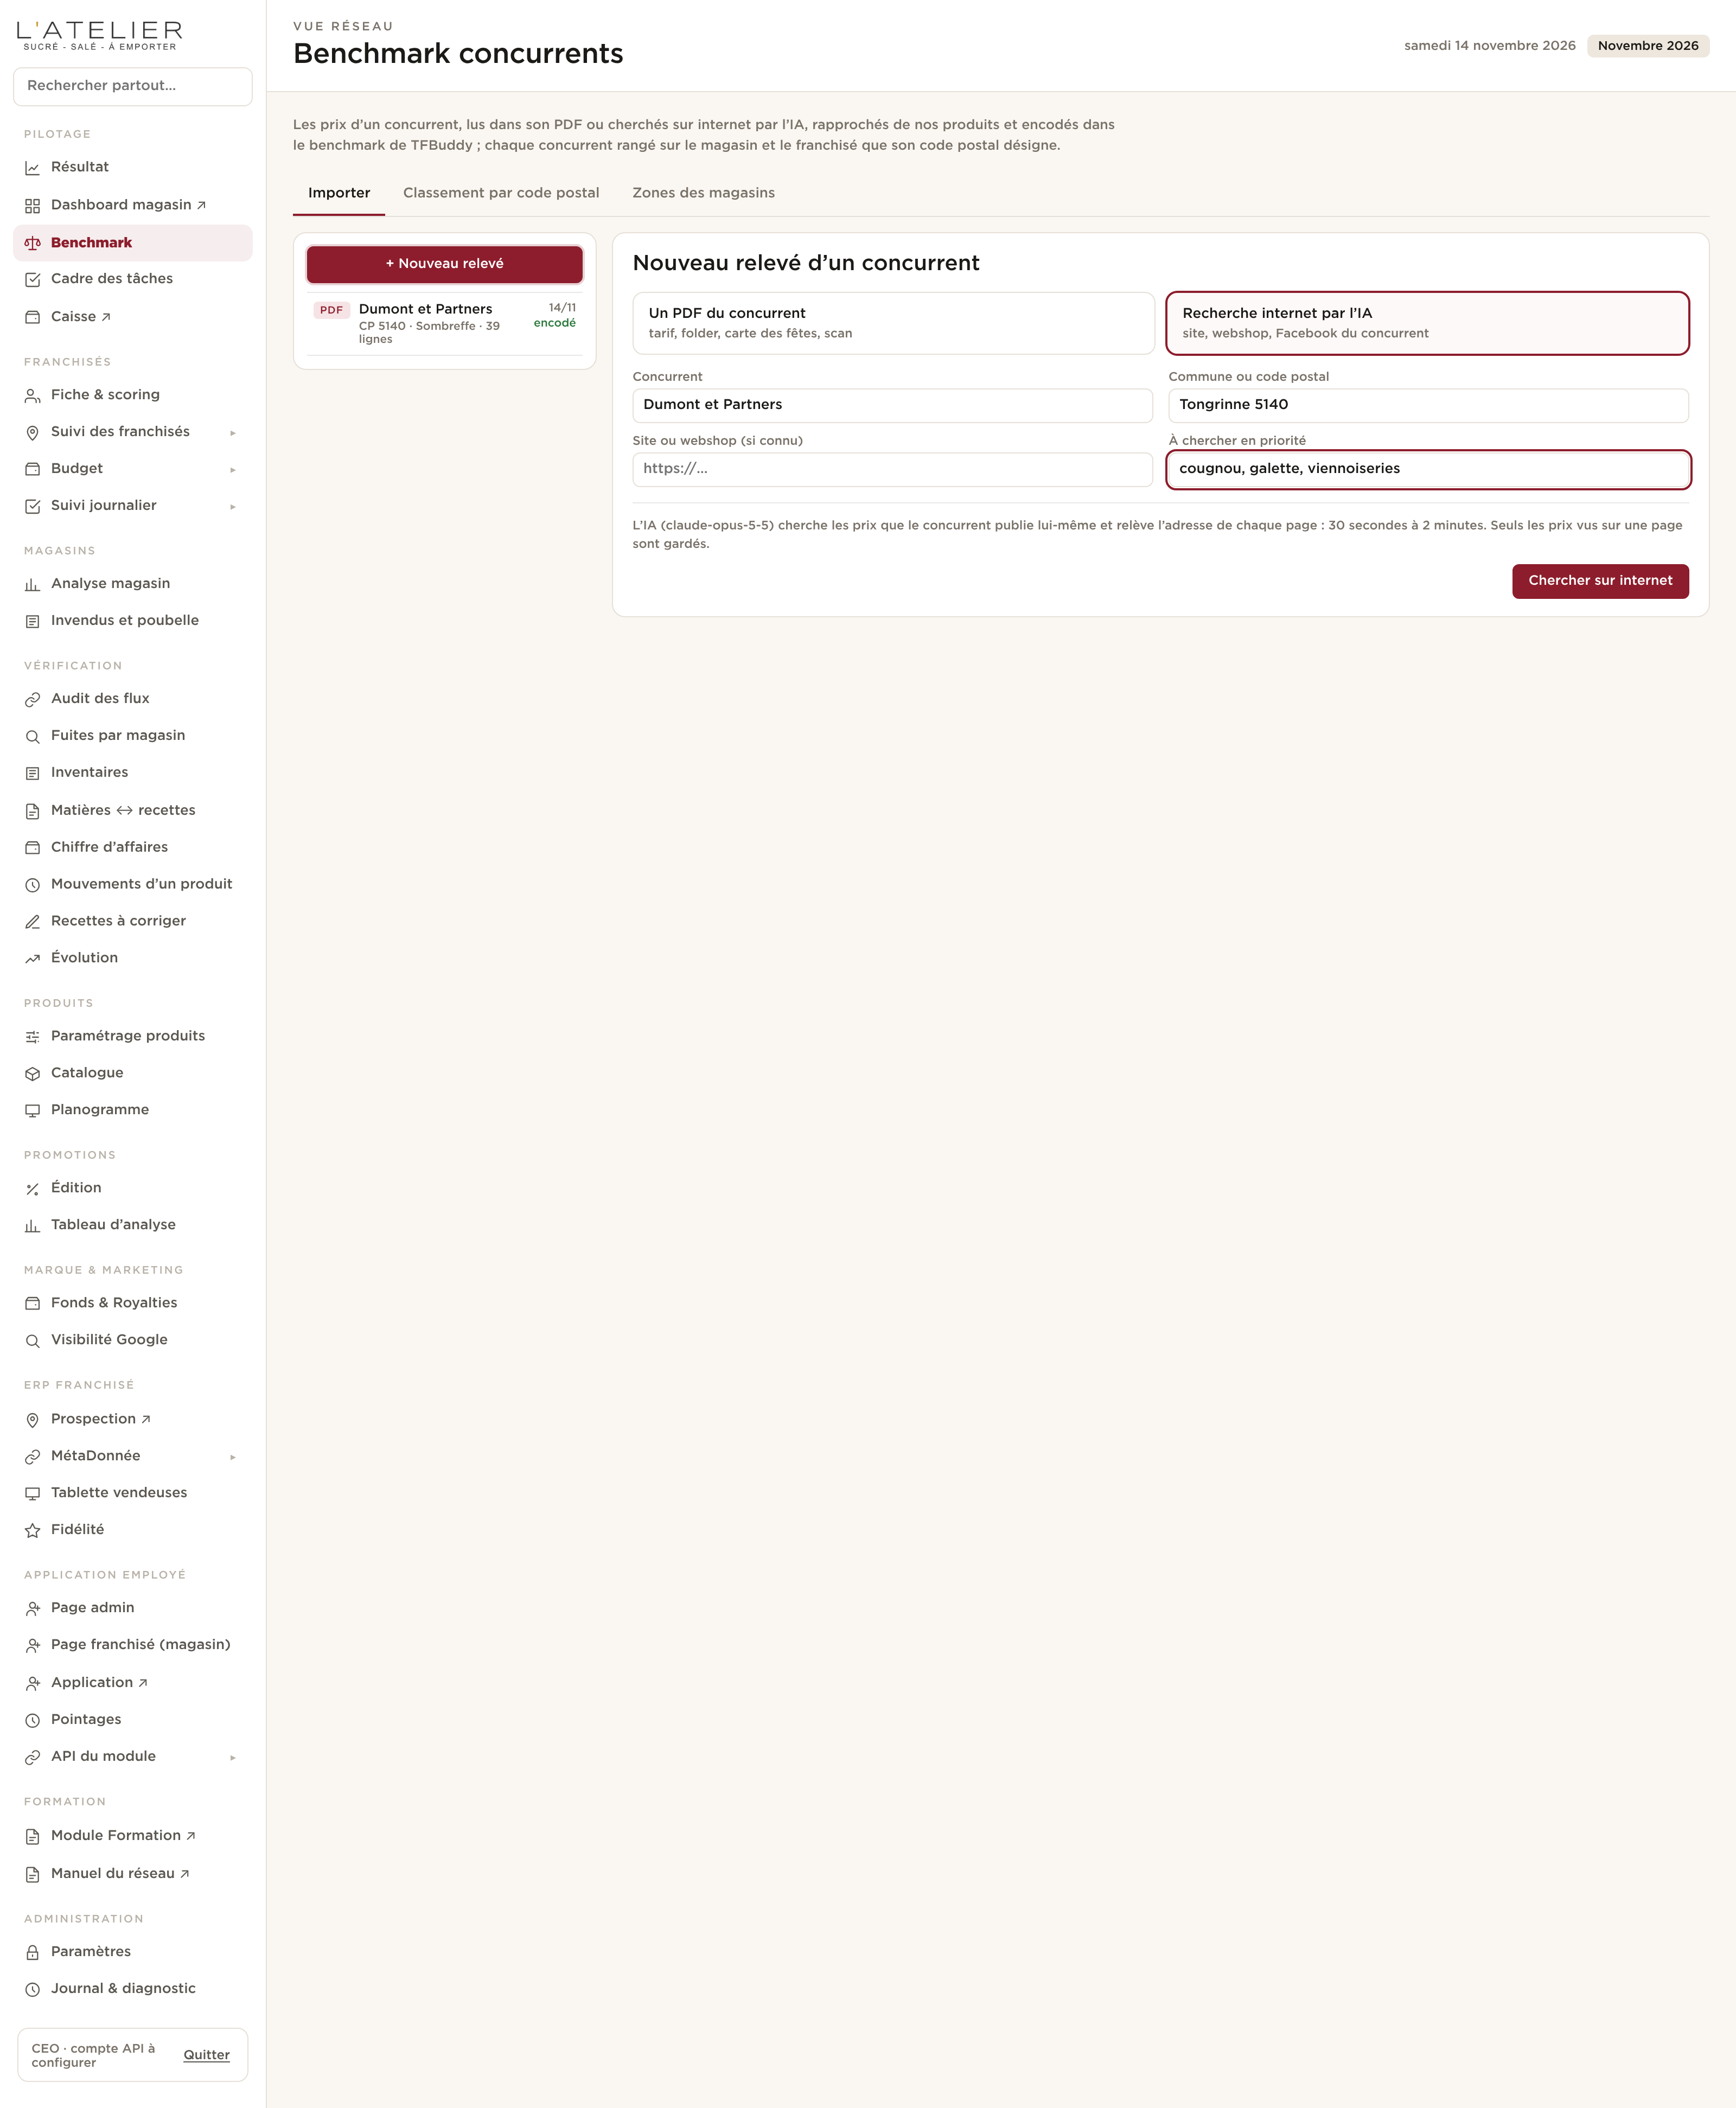 L'ATELIER
SUCRÉ - SALÉ - À EMPORTER
Rechercher partout...
PILOTAGE
Résultat
Dashboard magasin ↗
Benchmark
Cadre des tâches
Caisse ↗
FRANCHISÉS
Fiche & scoring
Suivi des franchisés ▸
Budget ▸
Suivi journalier ▸
MAGASINS
Analyse magasin
Invendus et poubelle
VÉRIFICATION
Audit des flux
Fuites par magasin
Inventaires
Matières ↔ recettes
Chiffre d’affaires
Mouvements d’un produit
Recettes à corriger
Évolution
PRODUITS
Paramétrage produits
Catalogue
Planogramme
PROMOTIONS
Édition
Tableau d’analyse
MARQUE & MARKETING
Fonds & Royalties
Visibilité Google
ERP FRANCHISÉ
Prospection ↗
MétaDonnée ▸
Tablette vendeuses
Fidélité
APPLICATION EMPLOYÉ
Page admin
Page franchisé (magasin)
Application ↗
Pointages
API du module ▸
FORMATION
Module Formation ↗
Manuel du réseau ↗
ADMINISTRATION
Paramètres
Journal & diagnostic
CEO · compte API à
configurer
Quitter
VUE RÉSEAU
Benchmark concurrents
samedi 14 novembre 2026
Novembre 2026
Les prix d’un concurrent, lus dans son PDF ou cherchés sur internet par l’IA, rapprochés de nos produits et encodés dans
le benchmark de TFBuddy ; chaque concurrent rangé sur le magasin et le franchisé que son code postal désigne.
Importer
Classement par code postal
Zones des magasins
+ Nouveau relevé
PDF
Dumont et Partners
14/11
CP 5140 · Sombreffe · 39
lignes
encodé
Nouveau relevé d’un concurrent
Un PDF du concurrent
tarif, folder, carte des fêtes, scan
Recherche internet par l’IA
site, webshop, Facebook du concurrent
Concurrent
Dumont et Partners
Commune ou code postal
Tongrinne 5140
Site ou webshop (si connu)
https://...
À chercher en priorité
cougnou, galette, viennoiseries
L’IA (claude-opus-5-5) cherche les prix que le concurrent publie lui-même et relève l’adresse de chaque page : 30 secondes à 2 minutes. Seuls les prix vus sur une page
sont gardés.
Chercher sur internet